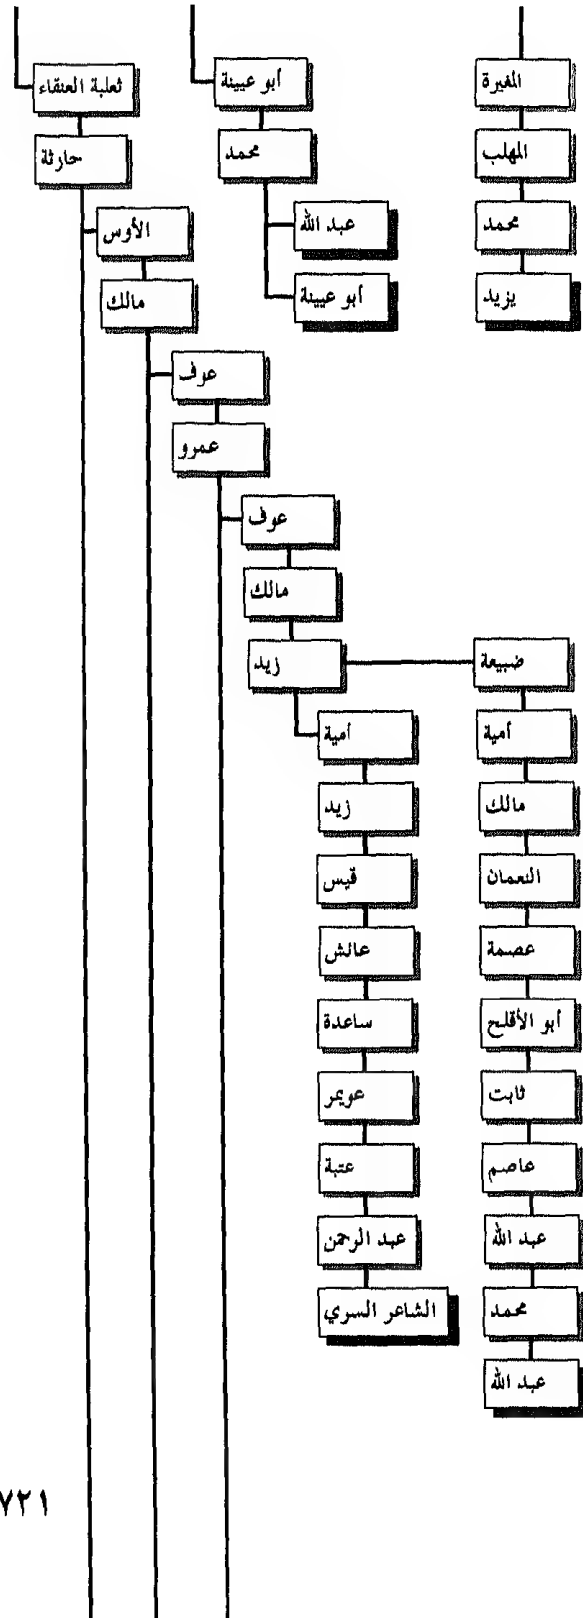 المغيرة
المهلب
محمد
يزيد
أبو عيينة
محمد
عبد الله
أبو عيينة
ثعلبة العنقاء
حارثة
الأوس
مالك
عوف
عمرو
عوف
مالك
زيد
ضبيعة
أمية
مالك
النعمان
عصمة
أبو الأقلح
ثابت
عاصم
عبد الله
محمد
عبد الله
أمية
زيد
قيس
عائش
ساعدة
عويمر
عتبة
عبد الرحمن
الشاعر السري
٧٢١